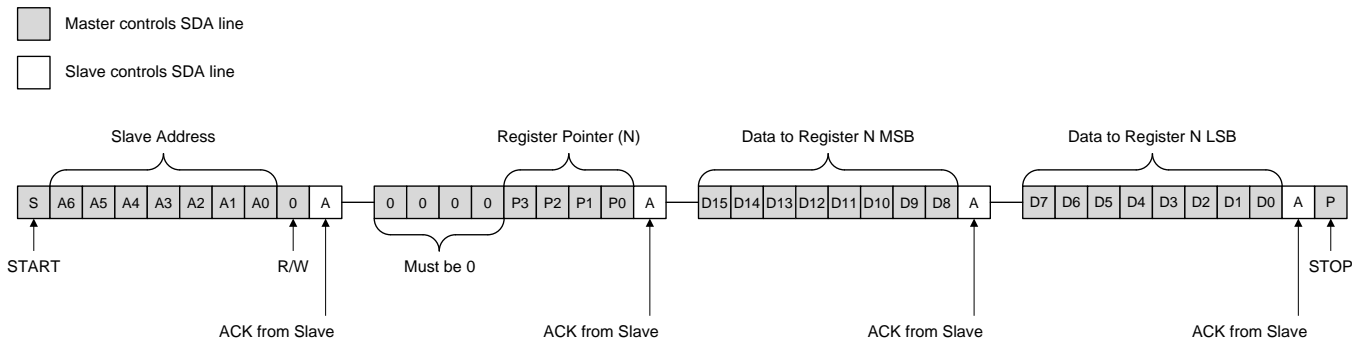 Master controls SDA line
Slave controls SDA line
Slave Address Register Pointer (N) Data to Register N MSB Data to Register N LSB
S A6 A5 A4 A3 A2 A1 A0 0 A 0 0 0 0 P3 P2 P1 P0 A D15 D14 D13 D12 D11 D10 D9 D8 A D7 D6 D5 D4 D3 D2 D1 D0 A P
START R/W Must be 0 STOP
ACK from Slave ACK from Slave ACK from Slave ACK from Slave